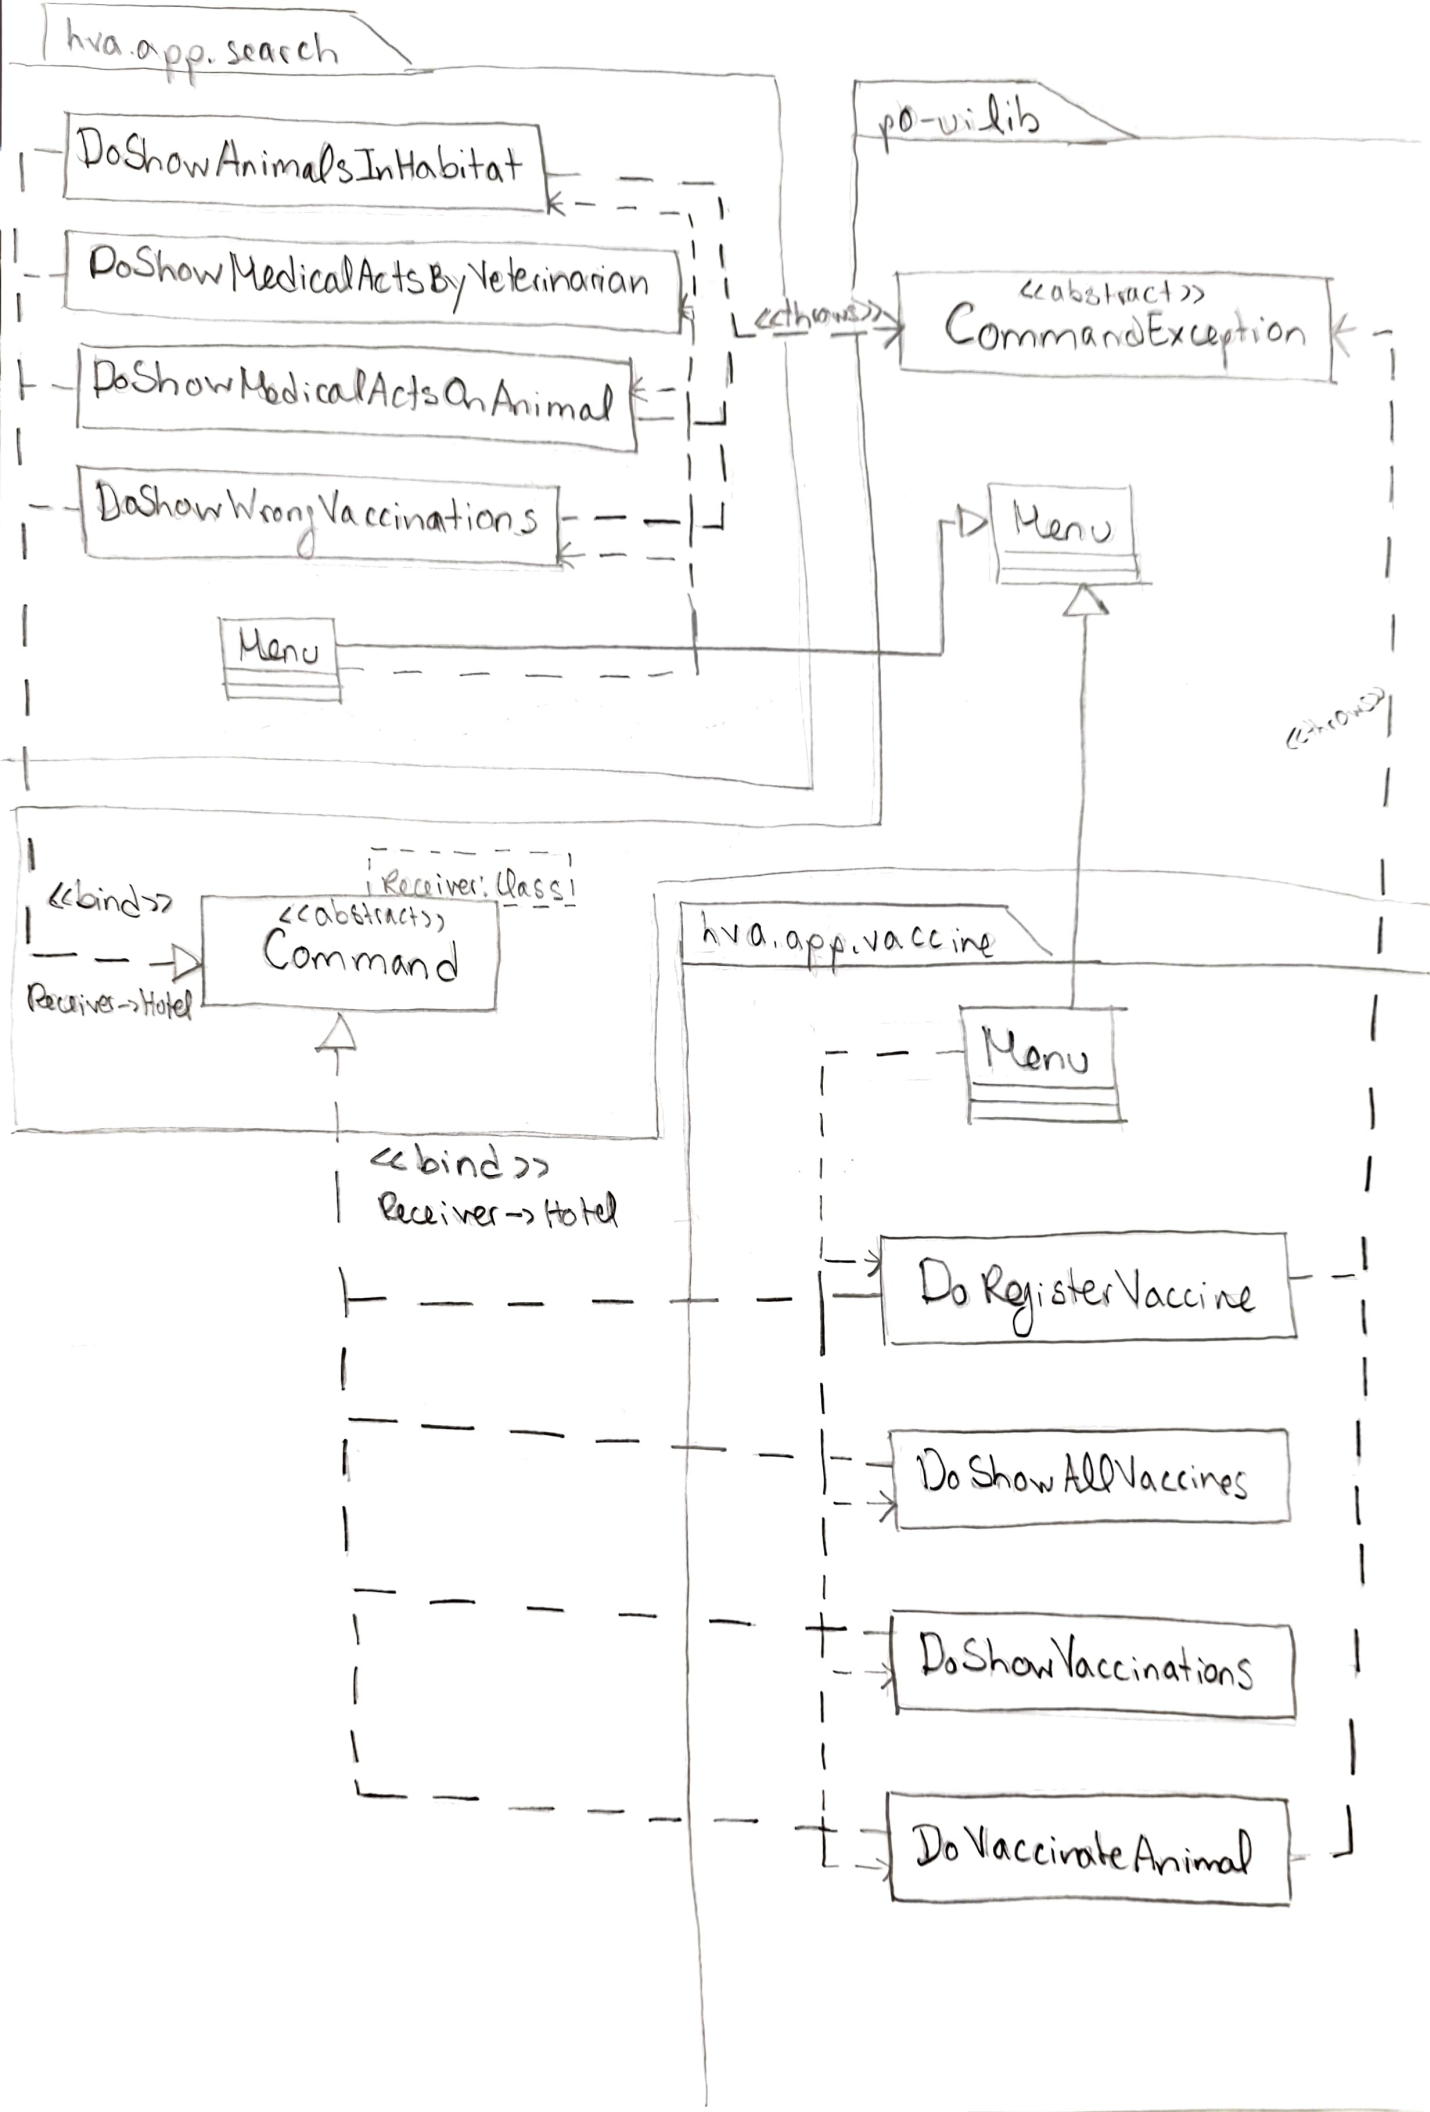 hva.app.search
DoShowAnimalsInHabitat
DoShowMedicalActsByVeterinarian
DoShowMedicalActsOnAnimal
DoShowWrongVaccinations
Menu
po-uilib
<<throws>>
<<abstract>>
CommandException
Menu
<<throws>>
<<bind>>
Receiver->Hotel
Receiver:Class
<<abstract>>
Command
<<bind>>
Receiver->Hotel
hva.app.vaccine
Menu
DoRegisterVaccine
DoShowAllVaccines
DoShowVaccinations
DoVaccinateAnimal